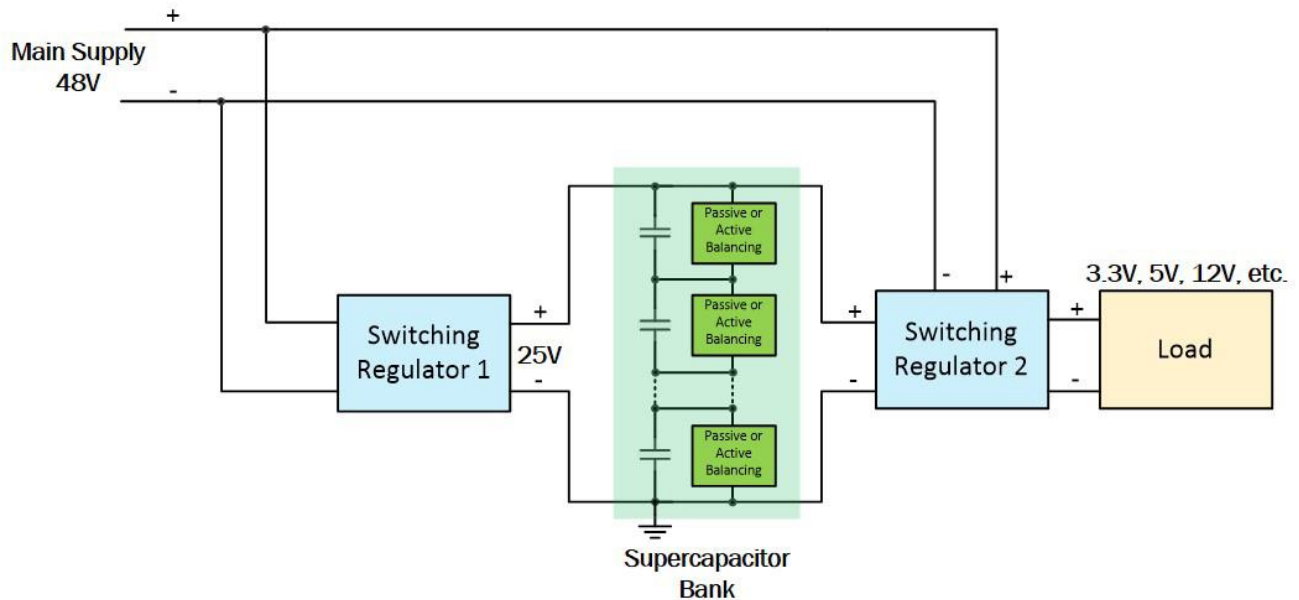 +
Main Supply
48V
-
Passive or
Active
Balancing
-
+
3.3V, 5V, 12V, etc.
+
Switching
Regulator 1
25V
-
Passive or
Active
Balancing
+
Switching
Regulator 2
-
+
-
Load
Passive or
Active
Balancing
Supercapacitor
Bank